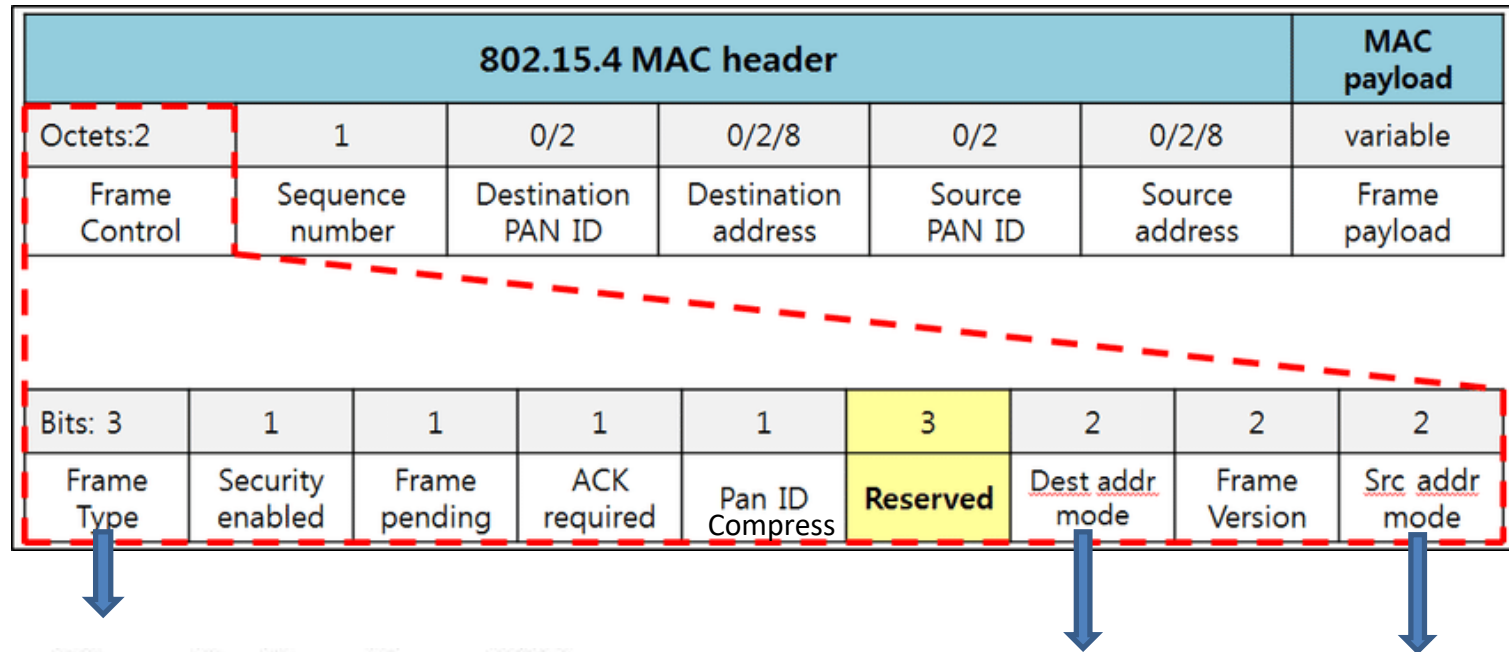 802.15.4 MAC header
MAC
payload
Octets:2 1 0/2 0/2/8 0/2 0/2/8 variable
Frame Sequence Destination Destination Source Source Frame
Control number PAN ID address PAN ID address payload
Bits: 3 1 1 1 1 3 2 2 2
Frame Security Frame ACK Pan ID Reserved Dest addr Frame Src addr
Type enabled pending required Compress mode Version mode